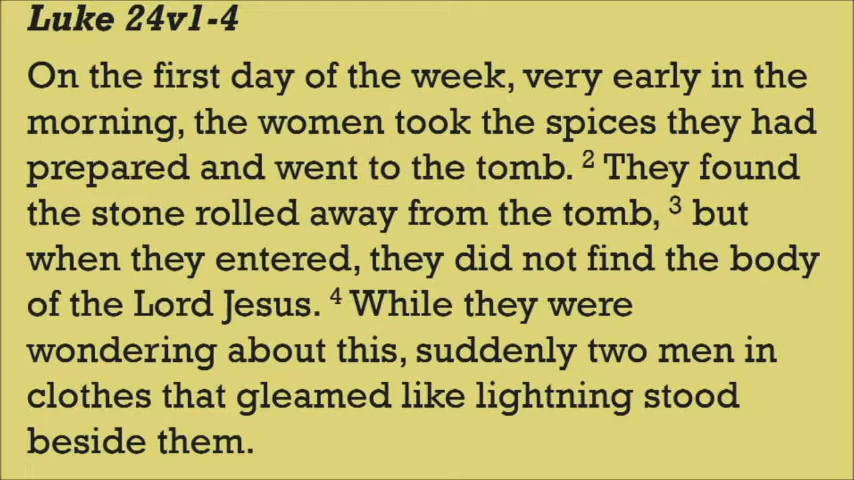 Luke 24v1-4
On the first day of the week, very early in the
morning, the women took the spices they had
prepared and went to the tomb. ² They found
the stone rolled away from the tomb, ³ but
when they entered, they did not find the body
of the Lord Jesus. ⁴ While they were
wondering about this, suddenly two men in
clothes that gleamed like lightning stood
beside them.